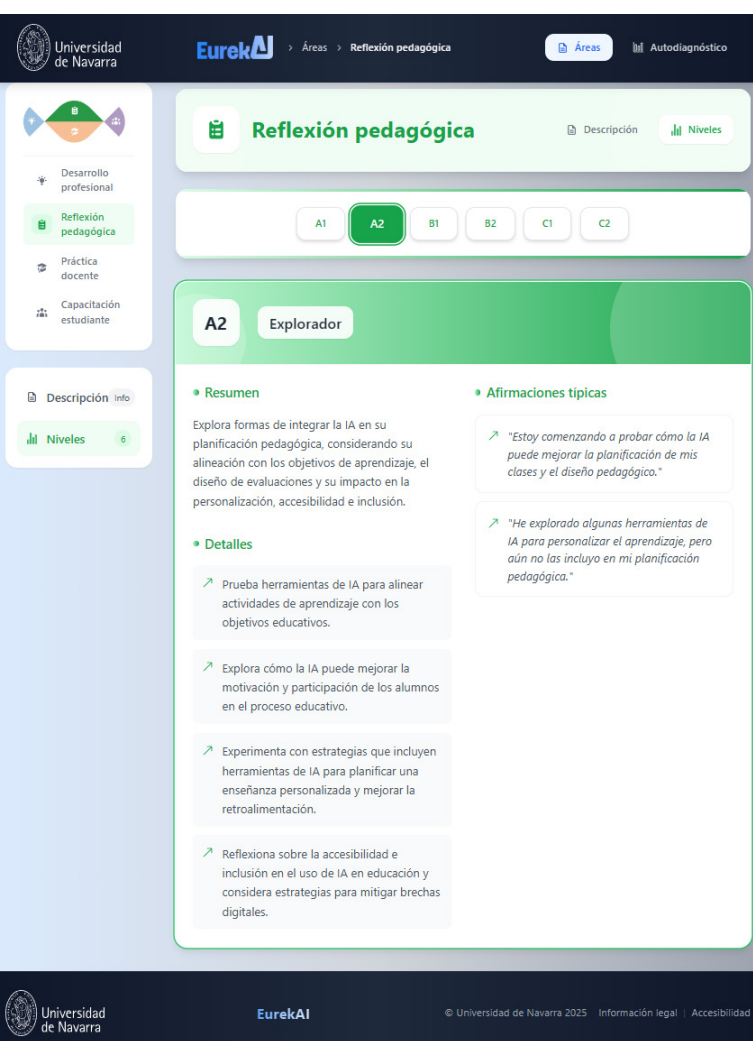 Universidad
de Navarra
EurekAI
› Áreas › Reflexión pedagógica
Áreas
Autodiagnóstico
Desarrollo
profesional
Reflexión
pedagógica
Práctica
docente
Capacitación
estudiante
Descripción info
Niveles 6
Reflexión pedagógica
Descripción
Niveles
A1 A2 B1 B2 C1 C2
A2 Explorador
Resumen
Explora formas de integrar la IA en su
planificación pedagógica, considerando su
alineación con los objetivos de aprendizaje, el
diseño de evaluaciones y su impacto en la
personalización, accesibilidad e inclusión.
Detalles
Prueba herramientas de IA para alinear
actividades de aprendizaje con los
objetivos educativos.
Explora cómo la IA puede mejorar la
motivación y participación de los alumnos
en el proceso educativo.
Experimenta con estrategias que incluyen
herramientas de IA para planificar una
enseñanza personalizada y mejorar la
retroalimentación.
Reflexiona sobre la accesibilidad e
inclusión en el uso de IA en educación y
considera estrategias para mitigar brechas
digitales.
Afirmaciones típicas
"Estoy comenzando a probar cómo la IA
puede mejorar la planificación de mis
clases y el diseño pedagógico."
"He explorado algunas herramientas de
IA para personalizar el aprendizaje, pero
aún no las incluyo en mi planificación
pedagógica."
Universidad
de Navarra
EurekAI
© Universidad de Navarra 2025 Información legal | Accesibilidad